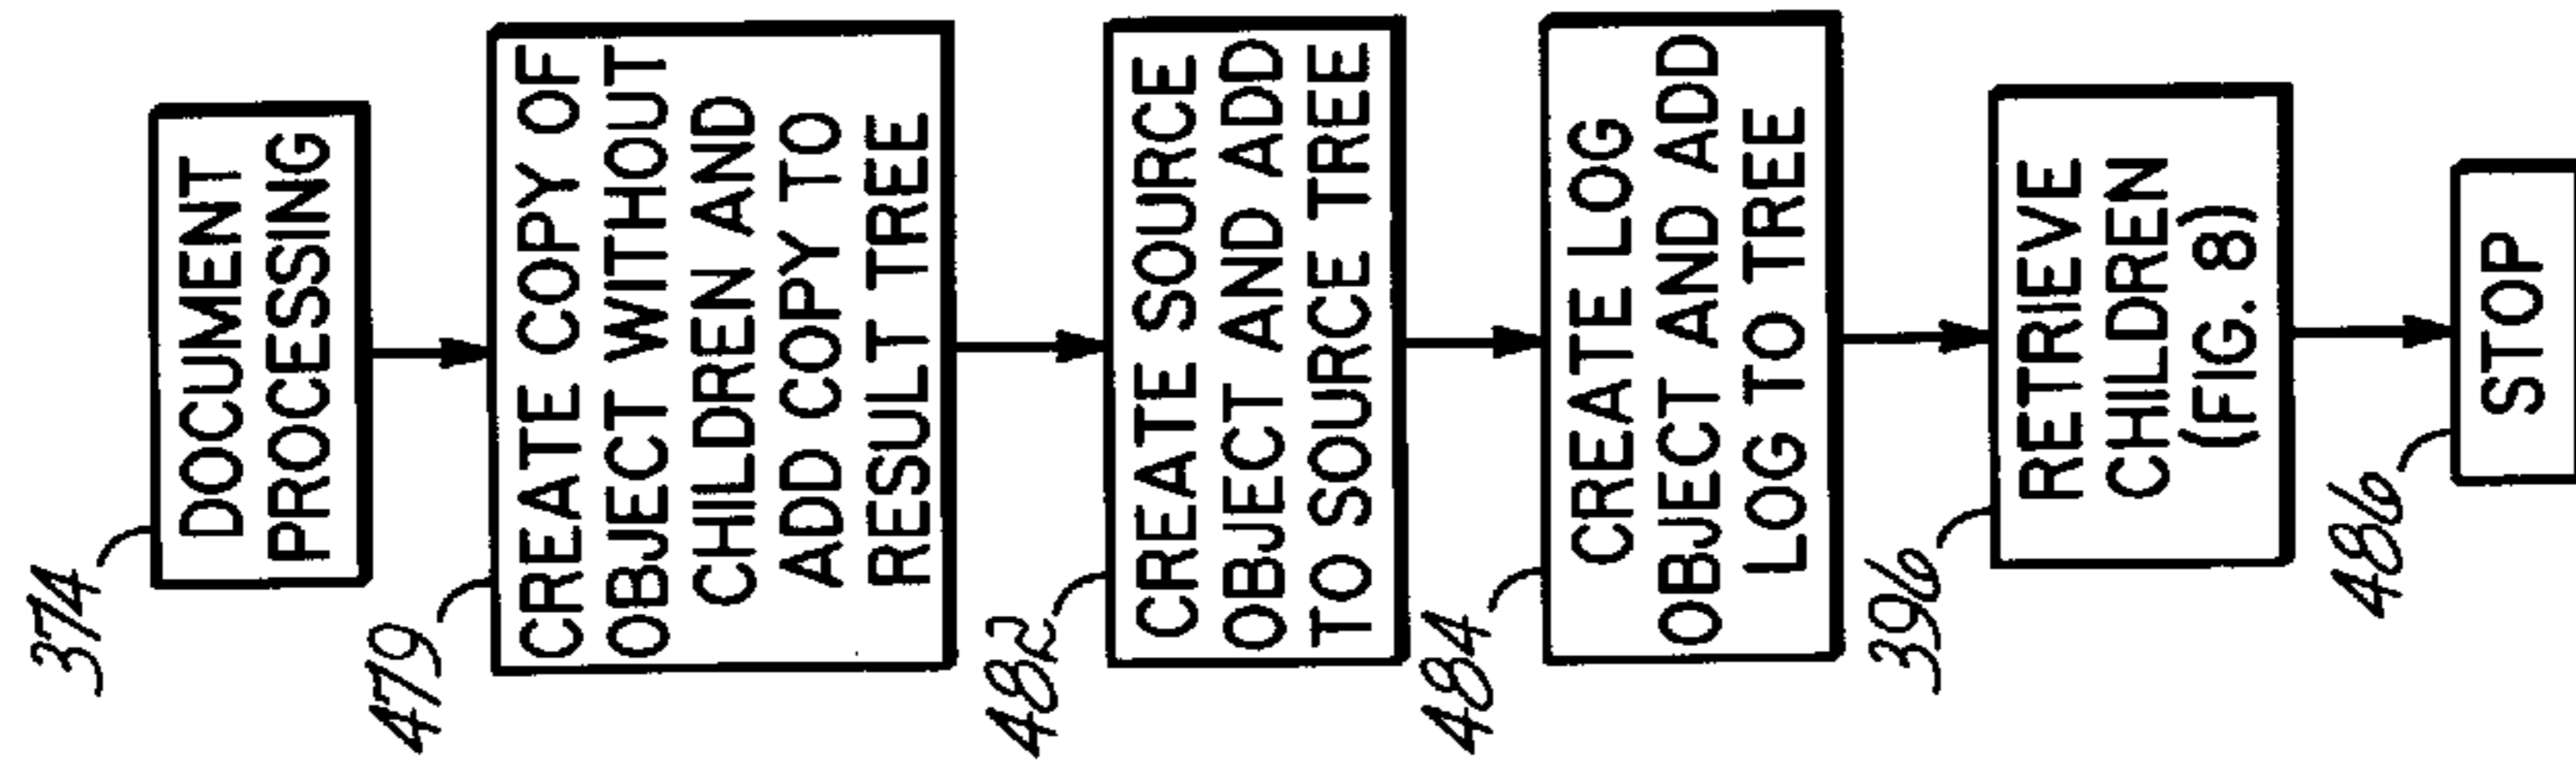 374
DOCUMENT
PROCESSING
479
CREATE COPY OF
OBJECT WITHOUT
CHILDREN AND
ADD COPY TO
RESULT TREE
482
CREATE SOURCE
OBJECT AND ADD
TO SOURCE TREE
484
CREATE LOG
OBJECT AND ADD
LOG TO TREE
396
RETRIEVE
CHILDREN
(FIG. 8)
486
STOP